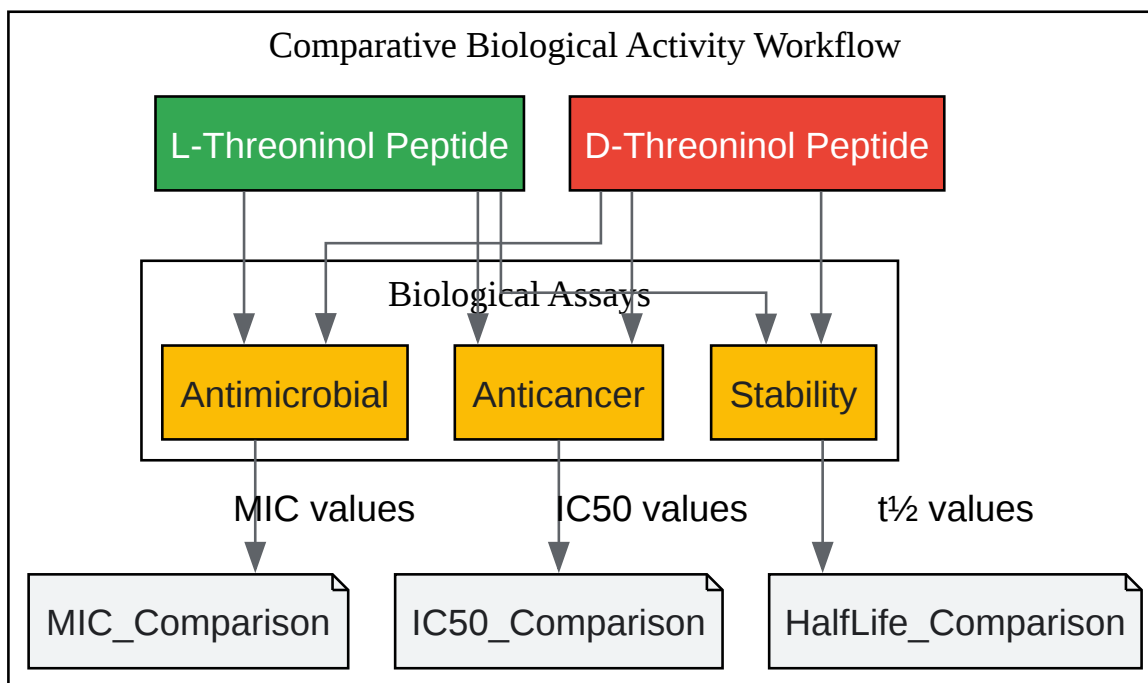 Comparative Biological Activity Workflow
L-Threoninol Peptide
D-Threoninol Peptide
Biological Assays
Antimicrobial
Anticancer
Stability
MIC values
IC50 values
t½ values
MIC_Comparison
IC50_Comparison
HalfLife_Comparison